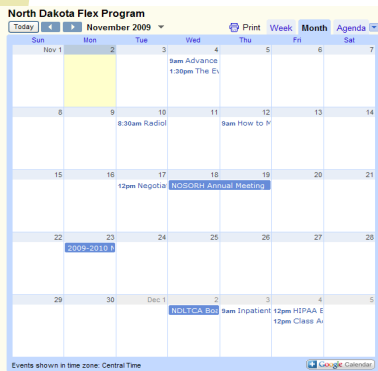 North Dakota Flex Program
Today November 2009 Print Week Month Agenda
Sun Mon Tue Wed Thu Fri Sat
Nov 1 2 3 4 5 6 7
9am Advance
1:30pm The Ev
8 9 10 11 12 13 14
8:30am Radiol 9am How to M
15 16 17 18 19 20 21
12pm Negotia NOSORH Annual Meeting
22 23 24 25 26 27 28
2009-2010 N
29 30 Dec 1 2 3 4 5
NDLTCA Boa 9am Inpatient 12pm HIPAA E
12pm Class A
Events shown in time zone: Central Time Google Calendar